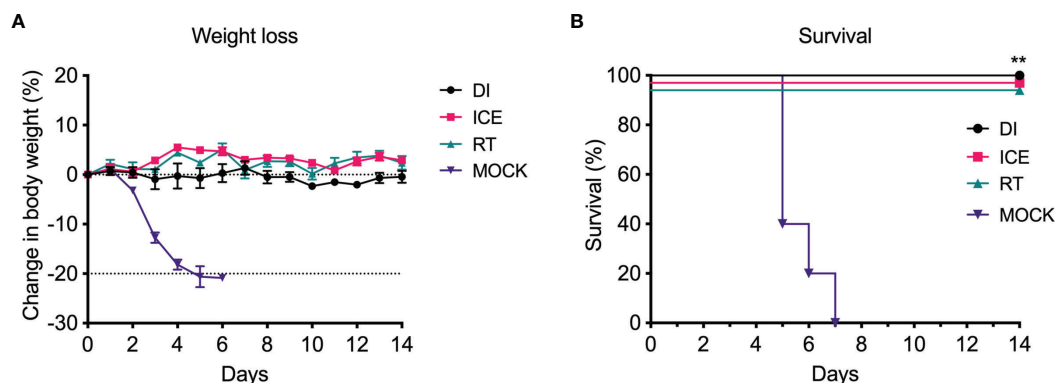 A
Weight loss
Change in body weight (%)
20
10
0
-10
-20
-30
0 2 4 6 8 10 12 14
Days
DI
ICE
RT
MOCK
B
Survival
Survival (%)
100
80
60
40
20
0
0 2 4 6 8 10 12 14
Days
**
DI
ICE
RT
MOCK